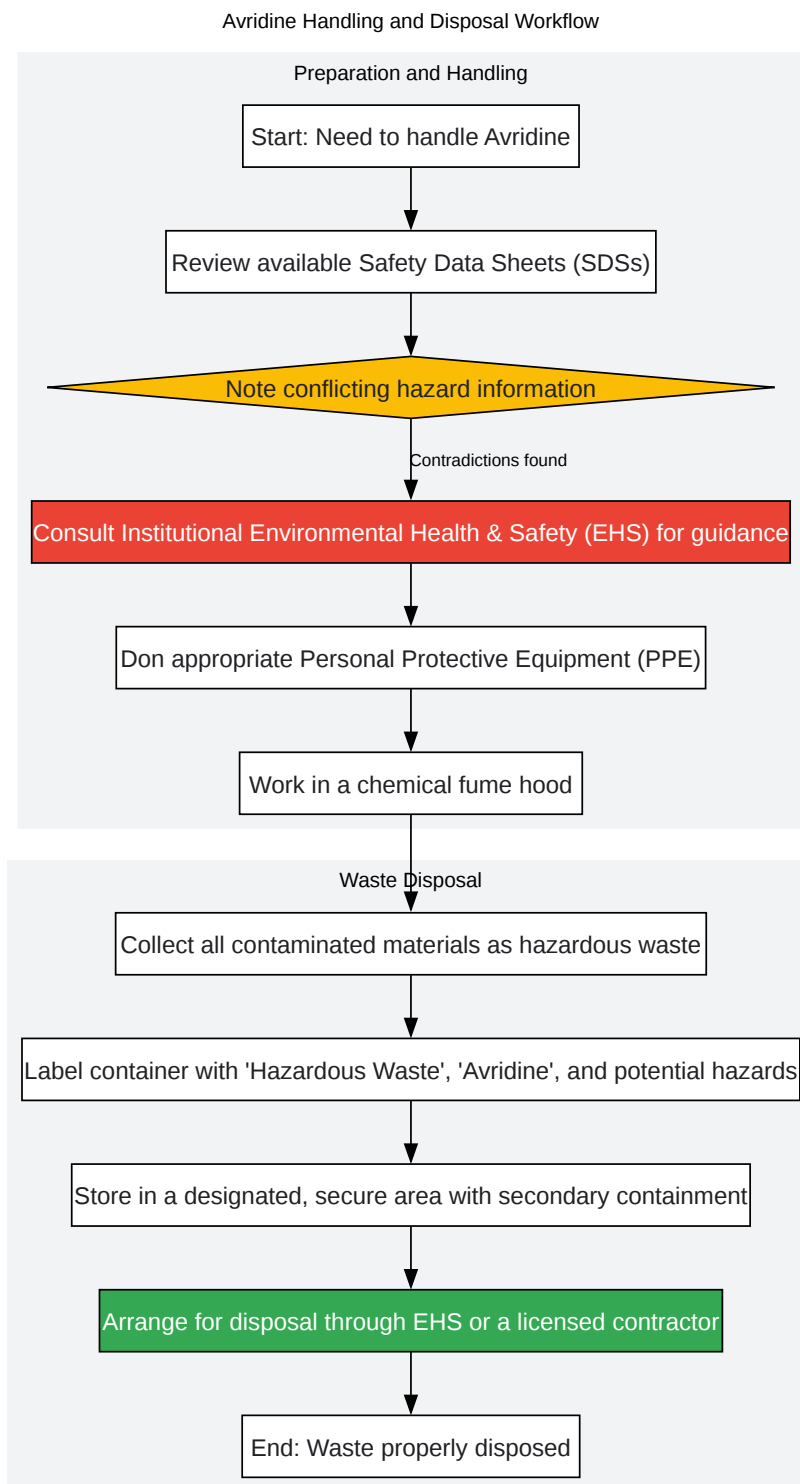 Avridine Handling and Disposal Workflow
Preparation and Handling
Start: Need to handle Avridine
Review available Safety Data Sheets (SDSs)
Note conflicting hazard information
Contradictions found
Consult Institutional Environmental Health & Safety (EHS) for guidance
Don appropriate Personal Protective Equipment (PPE)
Work in a chemical fume hood
Waste Disposal
Collect all contaminated materials as hazardous waste
Label container with 'Hazardous Waste', 'Avridine', and potential hazards
Store in a designated, secure area with secondary containment
Arrange for disposal through EHS or a licensed contractor
End: Waste properly disposed